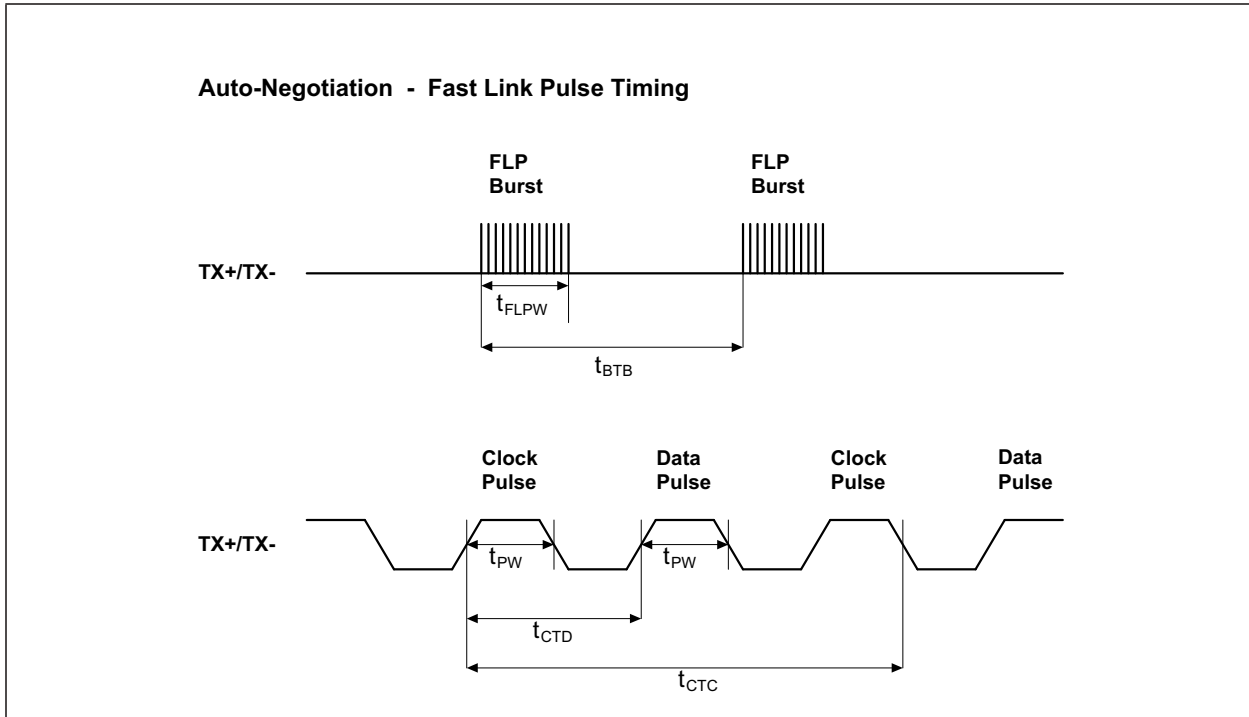 Auto-Negotiation - Fast Link Pulse Timing
FLP
Burst
FLP
Burst
TX+/TX-
tFLPW
tBTB
Clock
Pulse
Data
Pulse
Clock
Pulse
Data
Pulse
TX+/TX-
tPW
tPW
tCTD
tCTC